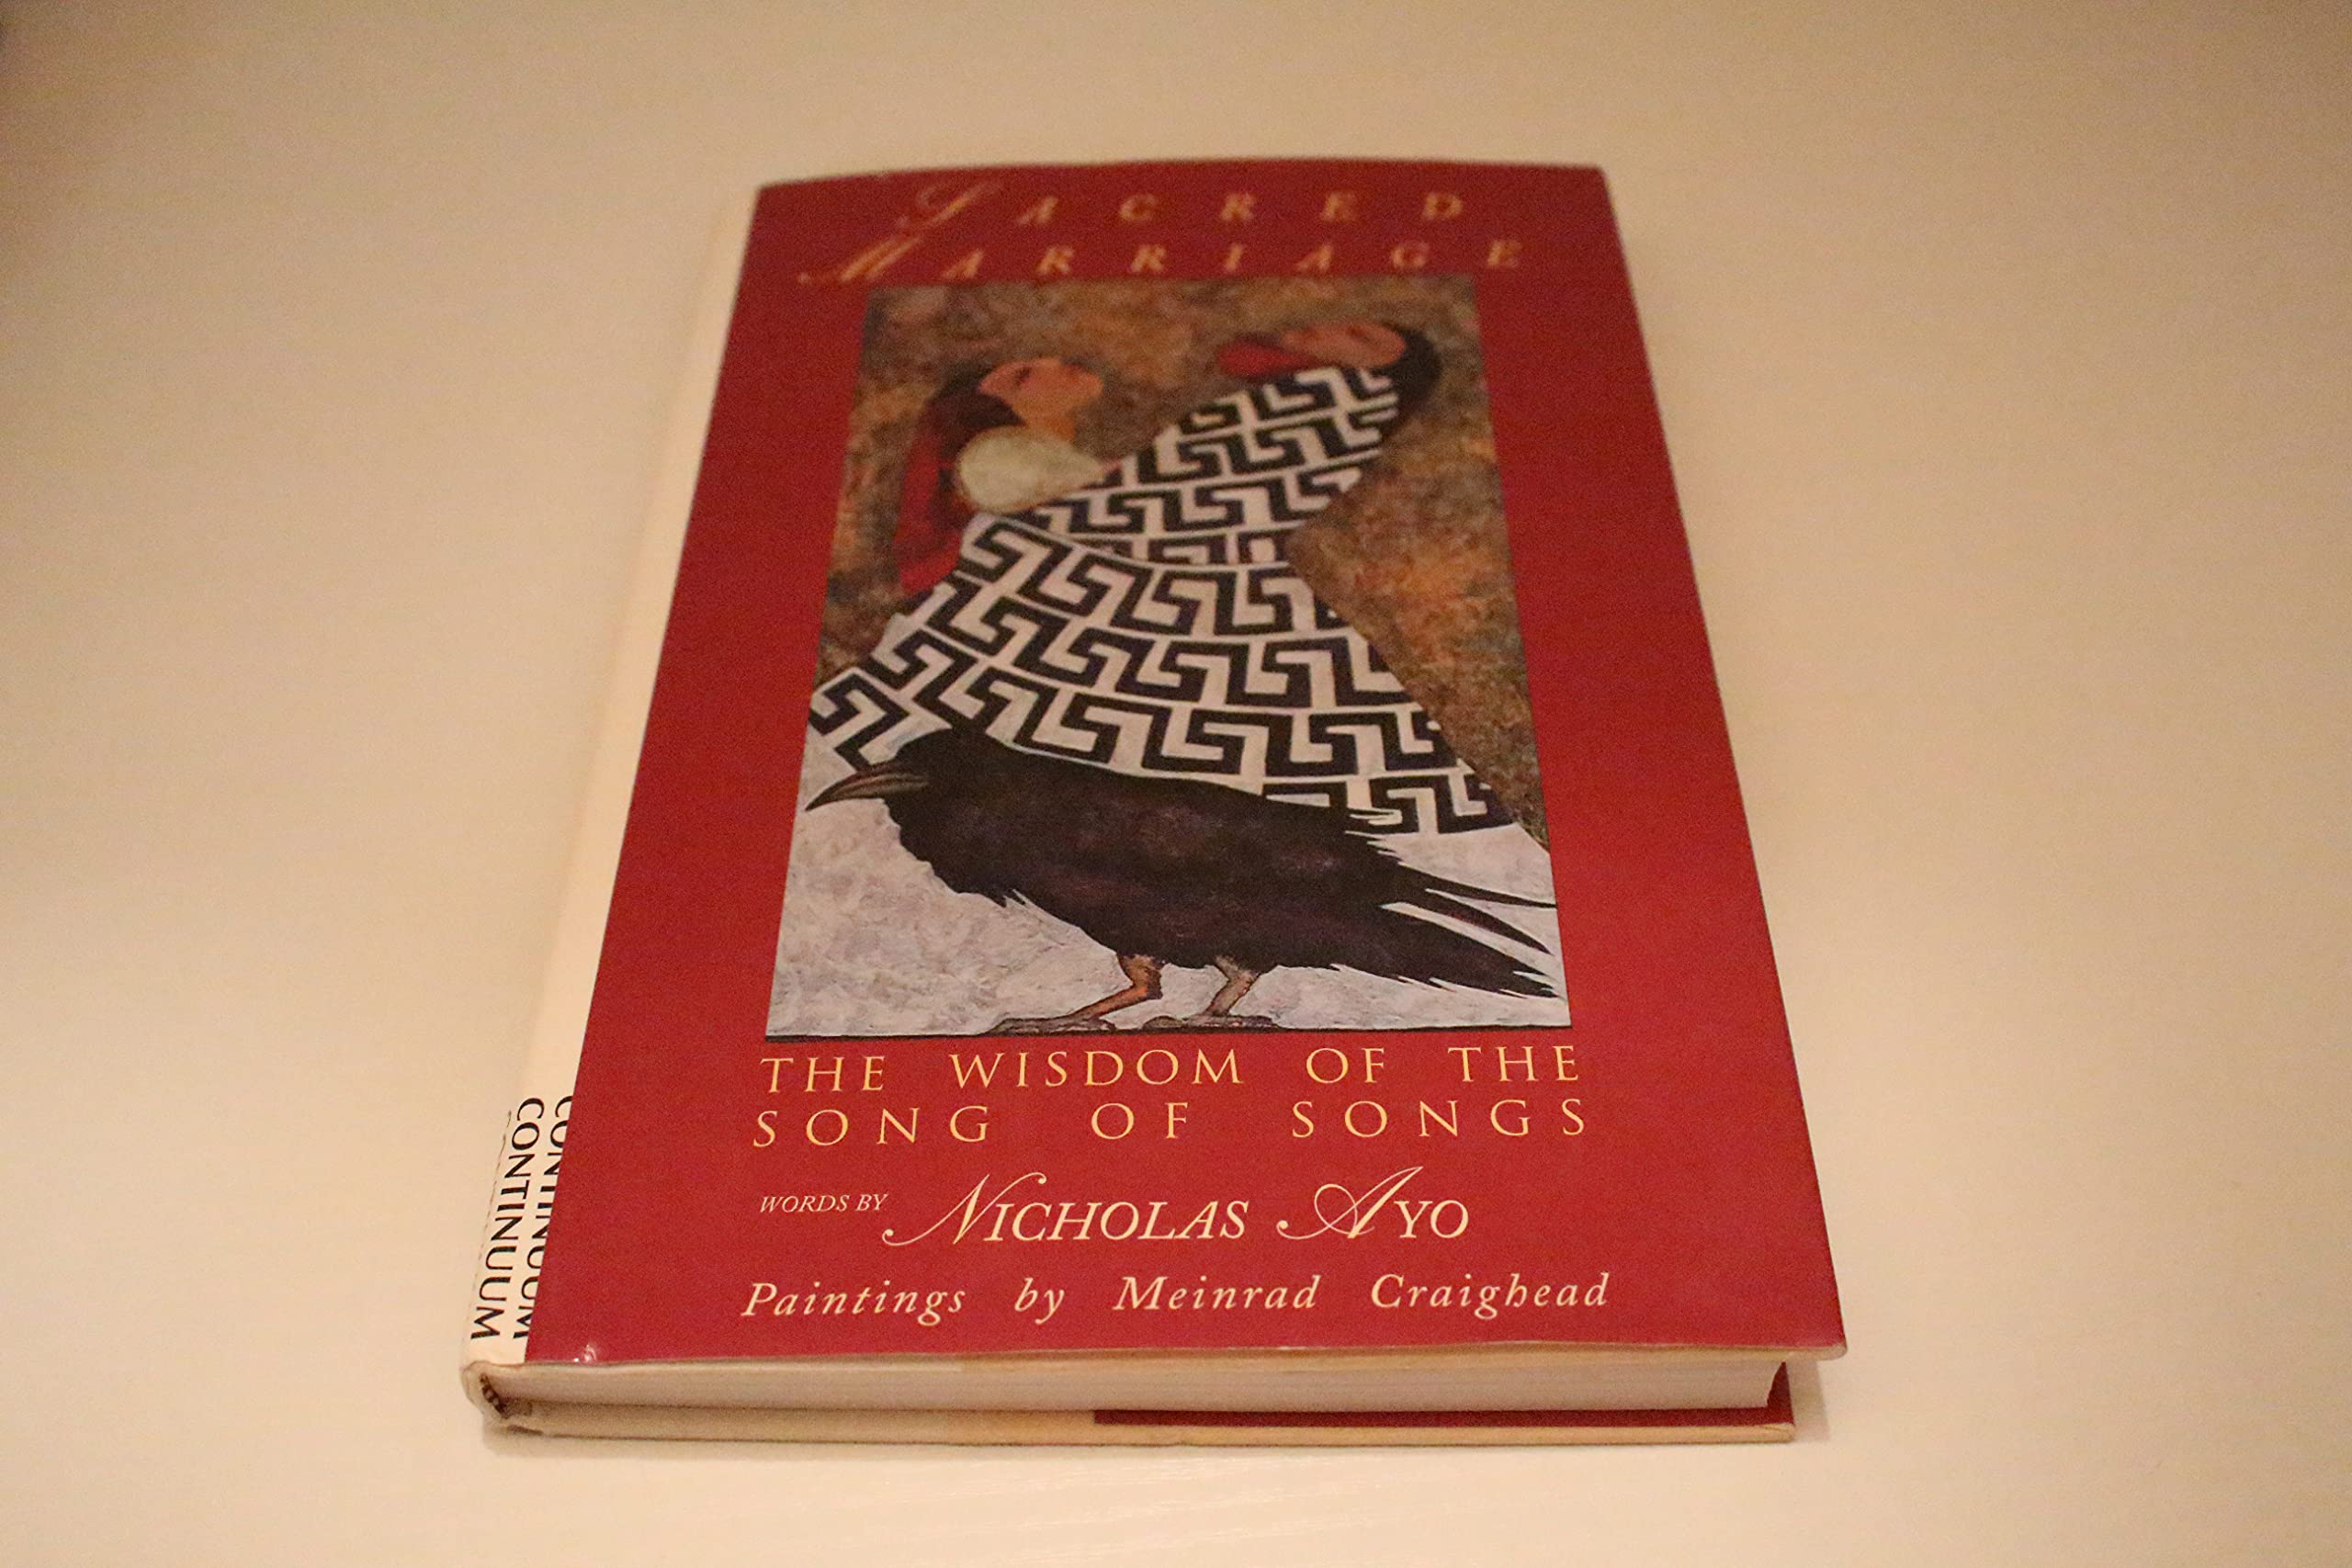 SACRED
MARRIAGE
THE WISDOM OF THE
SONG OF SONGS
WORDS BY NICHOLAS AYO
Paintings by Meinrad Craighead
CONTINUUM
CONTINUUM